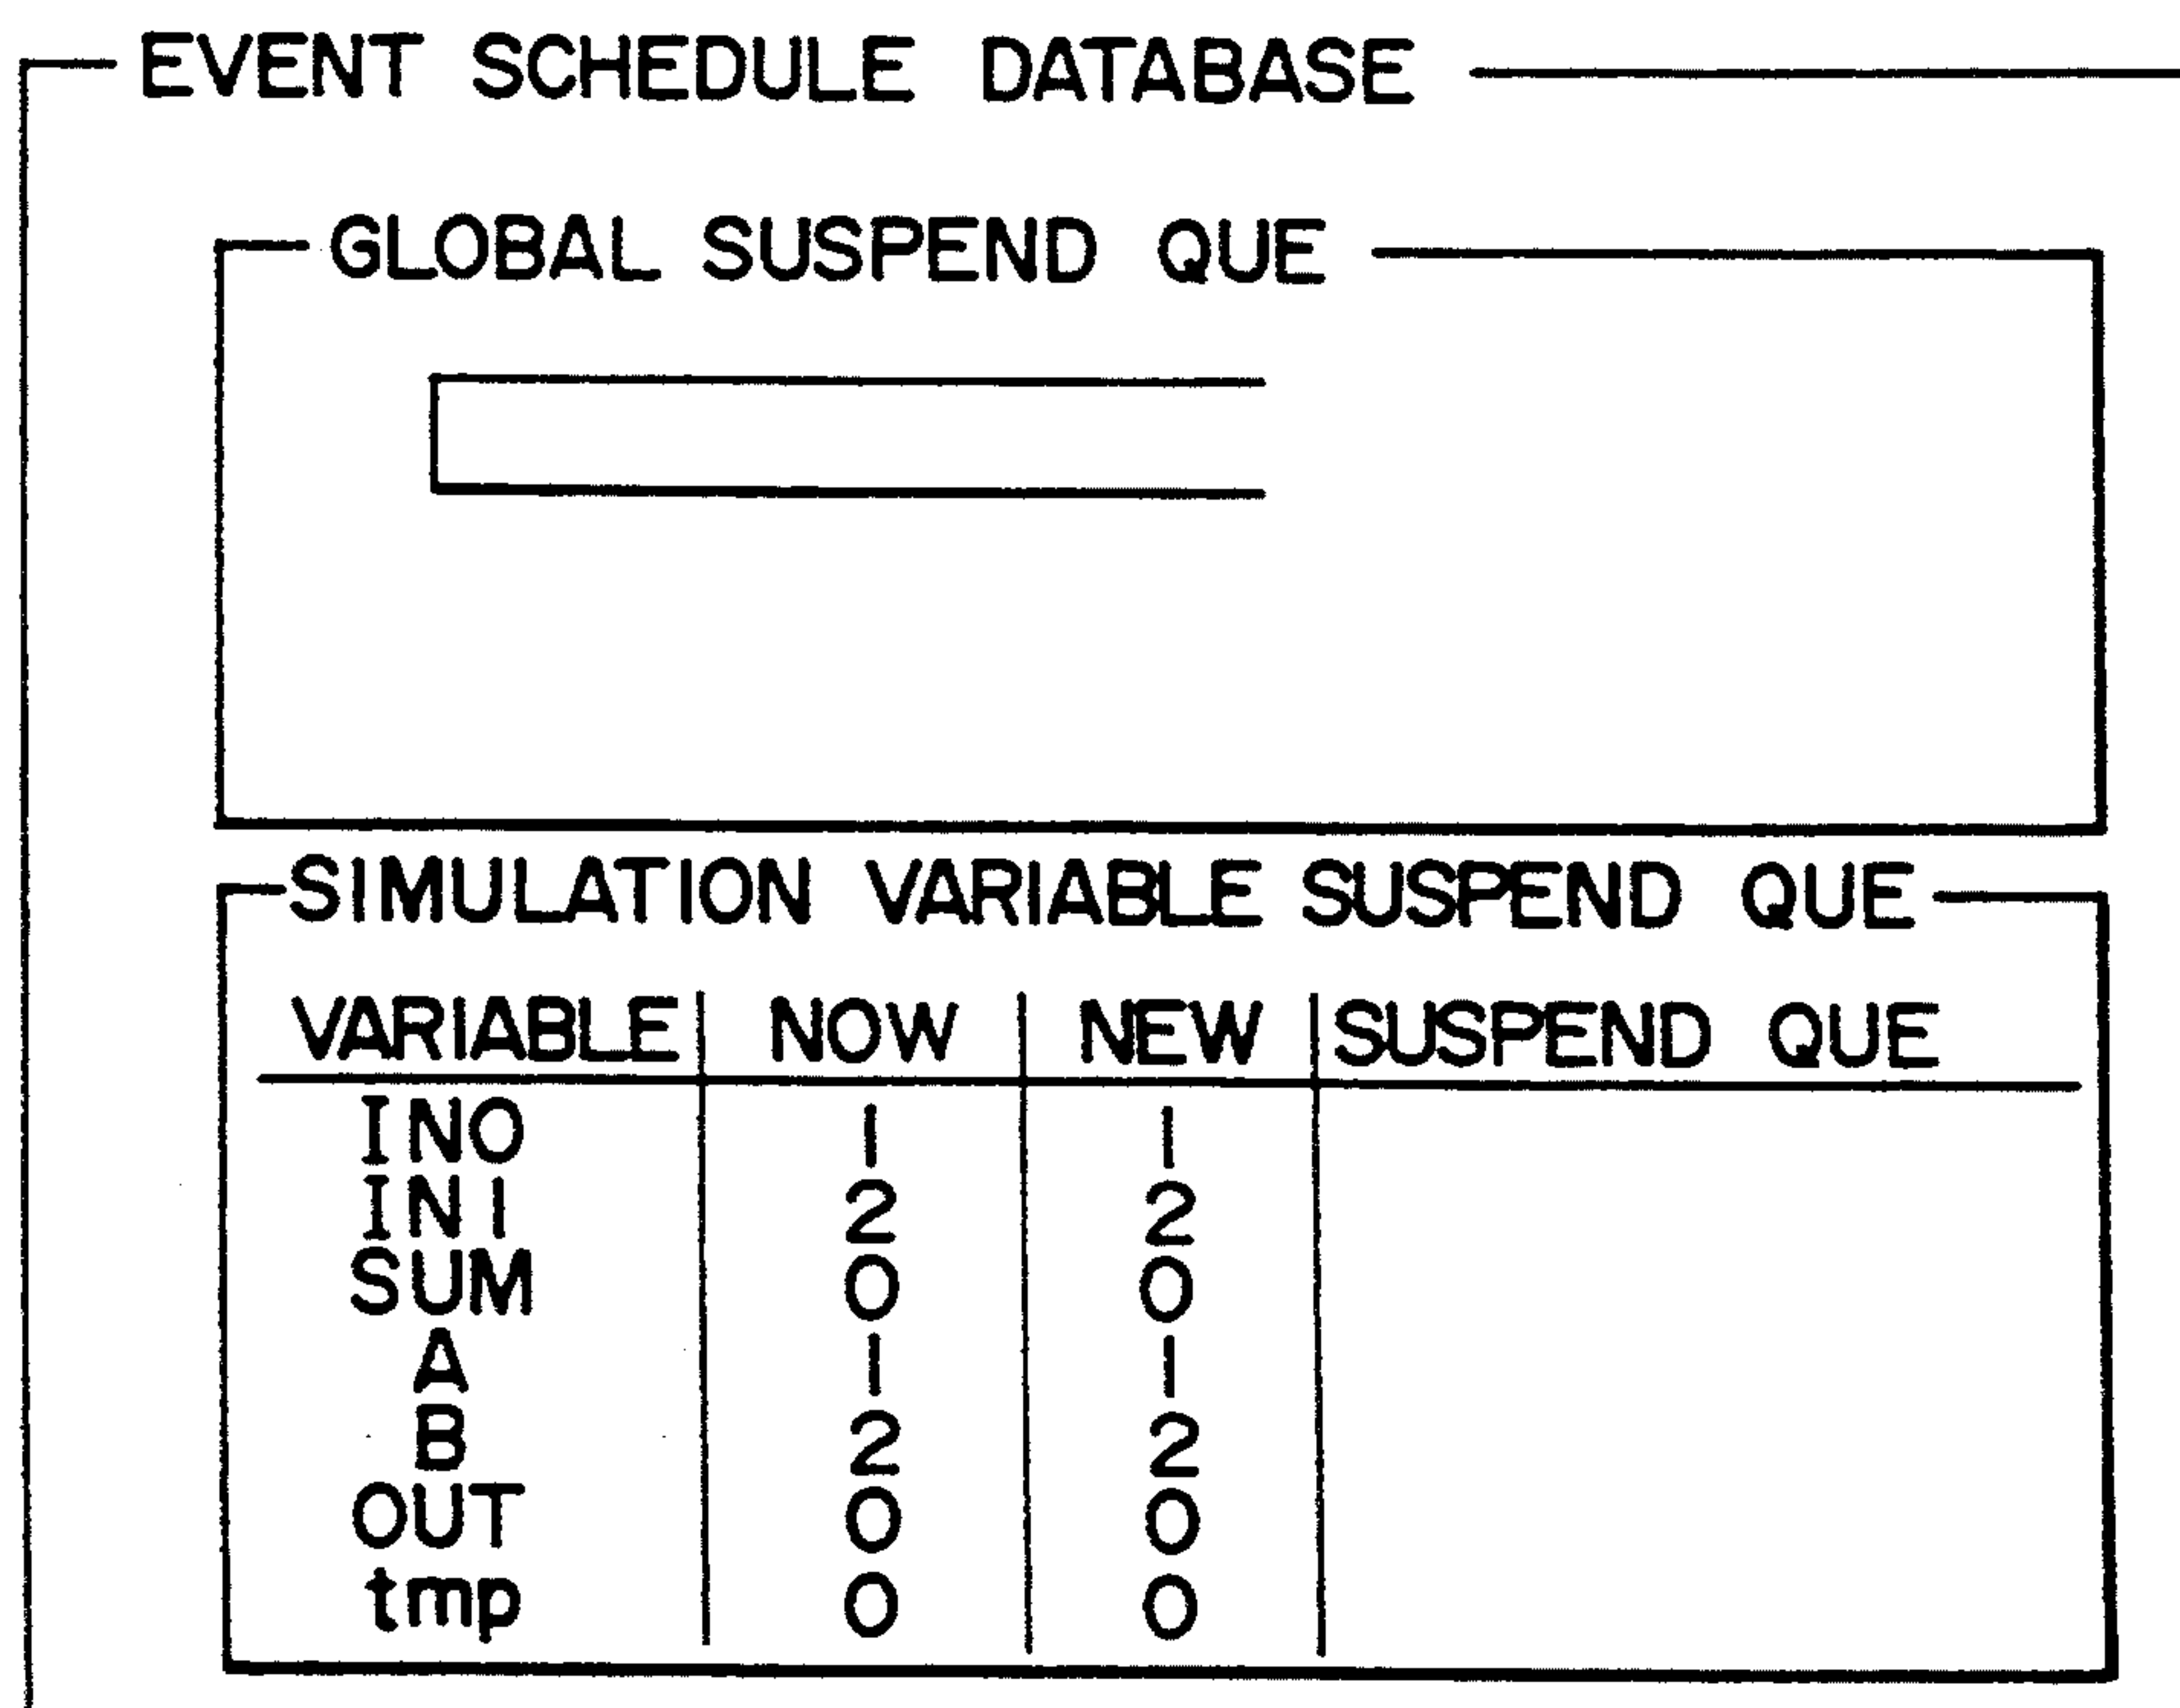 EVENT SCHEDULE DATABASE
GLOBAL SUSPEND QUE
SIMULATION VARIABLE SUSPEND QUE
VARIABLE NOW NEW SUSPEND QUE
IN0 1 1
IN1 2 2
SUM 0 0
A 1 1
B 2 2
OUT 0 0
tmp 0 0